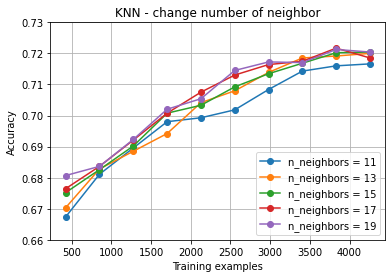 KNN - change number of neighbor
0.73
0.72
0.71
0.70
0.69
0.68
0.67
0.66
Accuracy
n_neighbors = 11
n_neighbors = 13
n_neighbors = 15
n_neighbors = 17
n_neighbors = 19
500 1000 1500 2000 2500 3000 3500 4000
Training examples